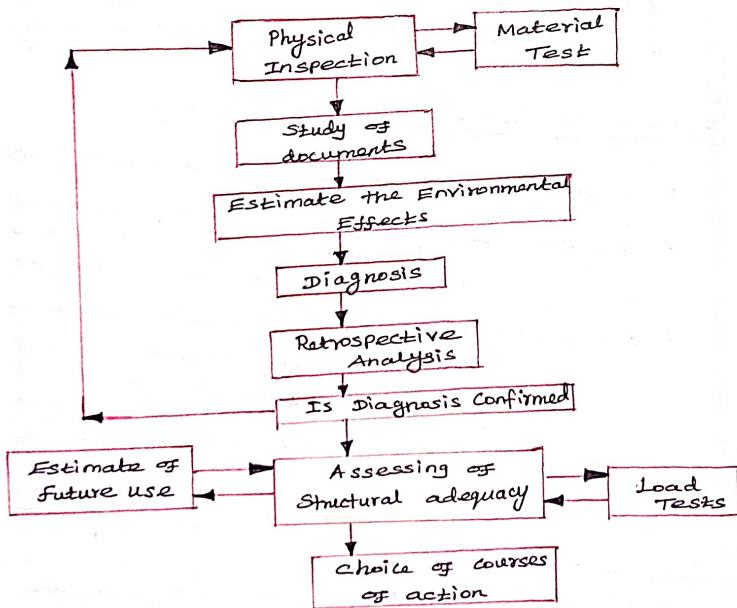 Physical
Inspection
Material
Test
Study of
documents
Estimate the Environmental
Effects
Diagnosis
Retrospective
Analysis
Is Diagnosis Confirmed
Estimate of
future use
Assessing of
Structural adequacy
Load
Tests
Choice of courses
of action